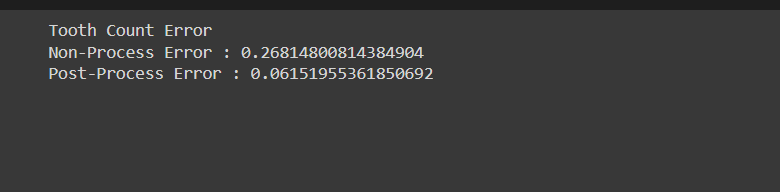 Tooth Count Error
Non-Process Error : 0.26814800814384904
Post-Process Error : 0.06151955361850692